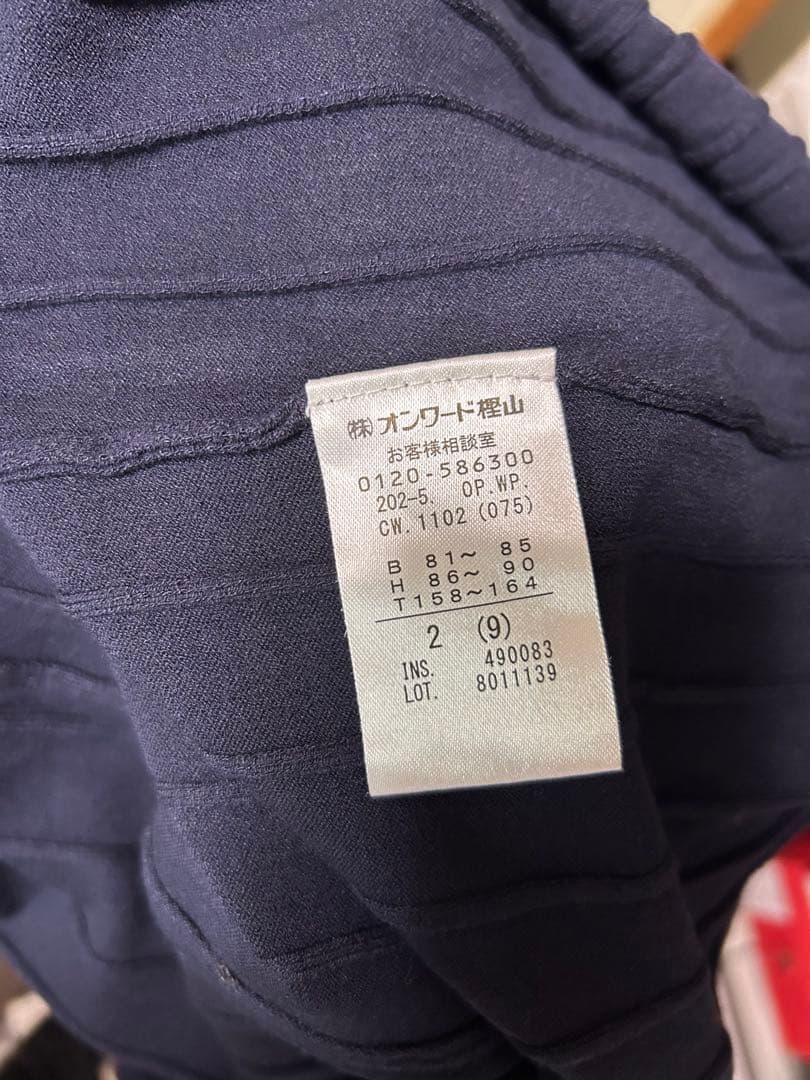 (株)オンワード樫山
お客様相談室
0120-586300
202-5. OP.WP.
CW.1102 (075)
B 81〜 85
H 86〜 90
T 158〜164
2 (9)
INS. 490083
LOT. 8011139